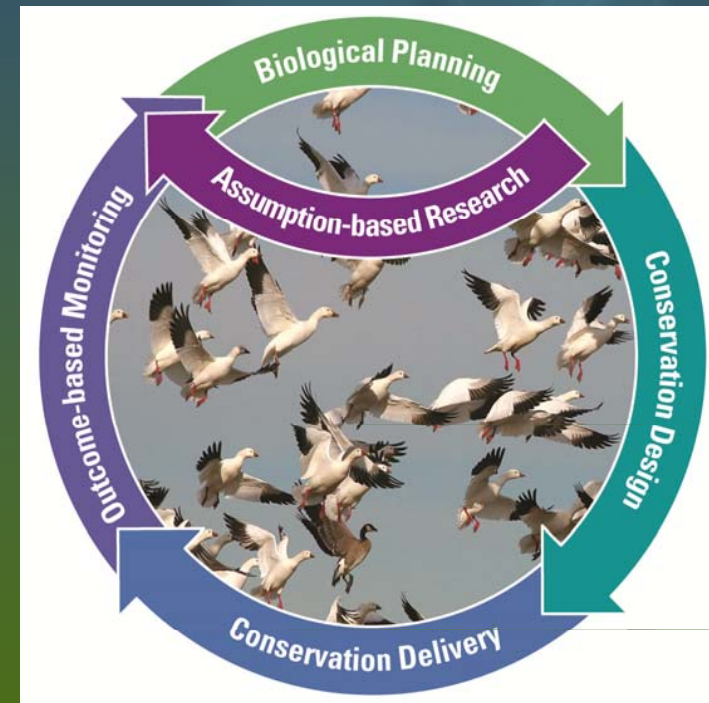 Biological Planning
Assumption-based Research
Conservation Design
Conservation Delivery
Outcome-based Monitoring